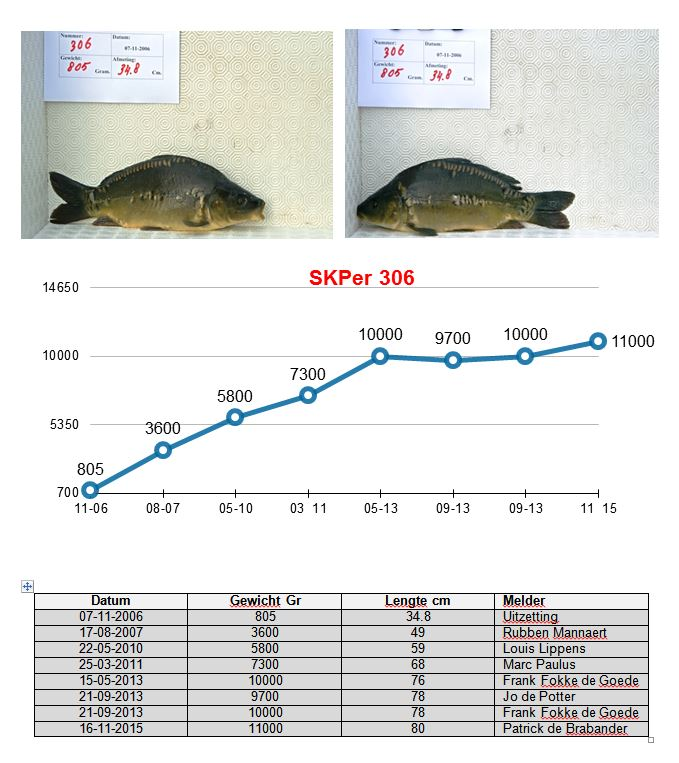 Nummer: Datum:
306 07-11-2006
Gewicht: Afmeting:
805 Gram. 34.8 Cm.
Nummer: Datum:
306 07-11-2006
Gewicht: Afmeting:
805 Gram. 34.8 Cm.
SKPer 306
14650
10000
5350
700
805
3600
5800
7300
10000
9700
10000
11000
11-06 08-07 05-10 03 11 05-13 09-13 09-13 11 15
Datum Gewicht Gr Lengte cm Melder
07-11-2006 805 34.8 Uitzetting
17-08-2007 3600 49 Rubben Mannaert
22-05-2010 5800 59 Louis Lippens
25-03-2011 7300 68 Marc Paulus
15-05-2013 10000 76 Frank Fokke de Goede
21-09-2013 9700 78 Jo de Potter
21-09-2013 10000 78 Frank Fokke de Goede
16-11-2015 11000 80 Patrick de Brabander